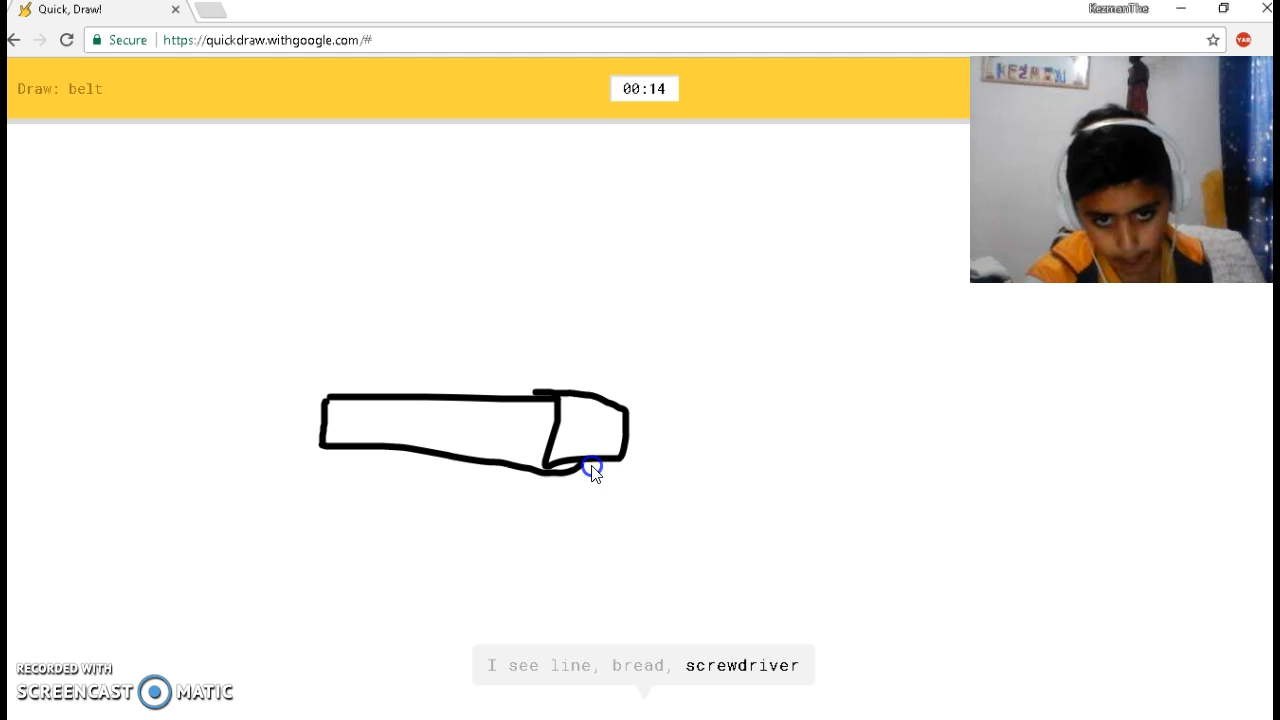 Quick, Draw!
KezmanThe
Secure
https://quickdraw.withgoogle.com/#
Draw: belt
00:14
I see line, bread, screwdriver
RECORDED WITH
SCREENCAST MATIC